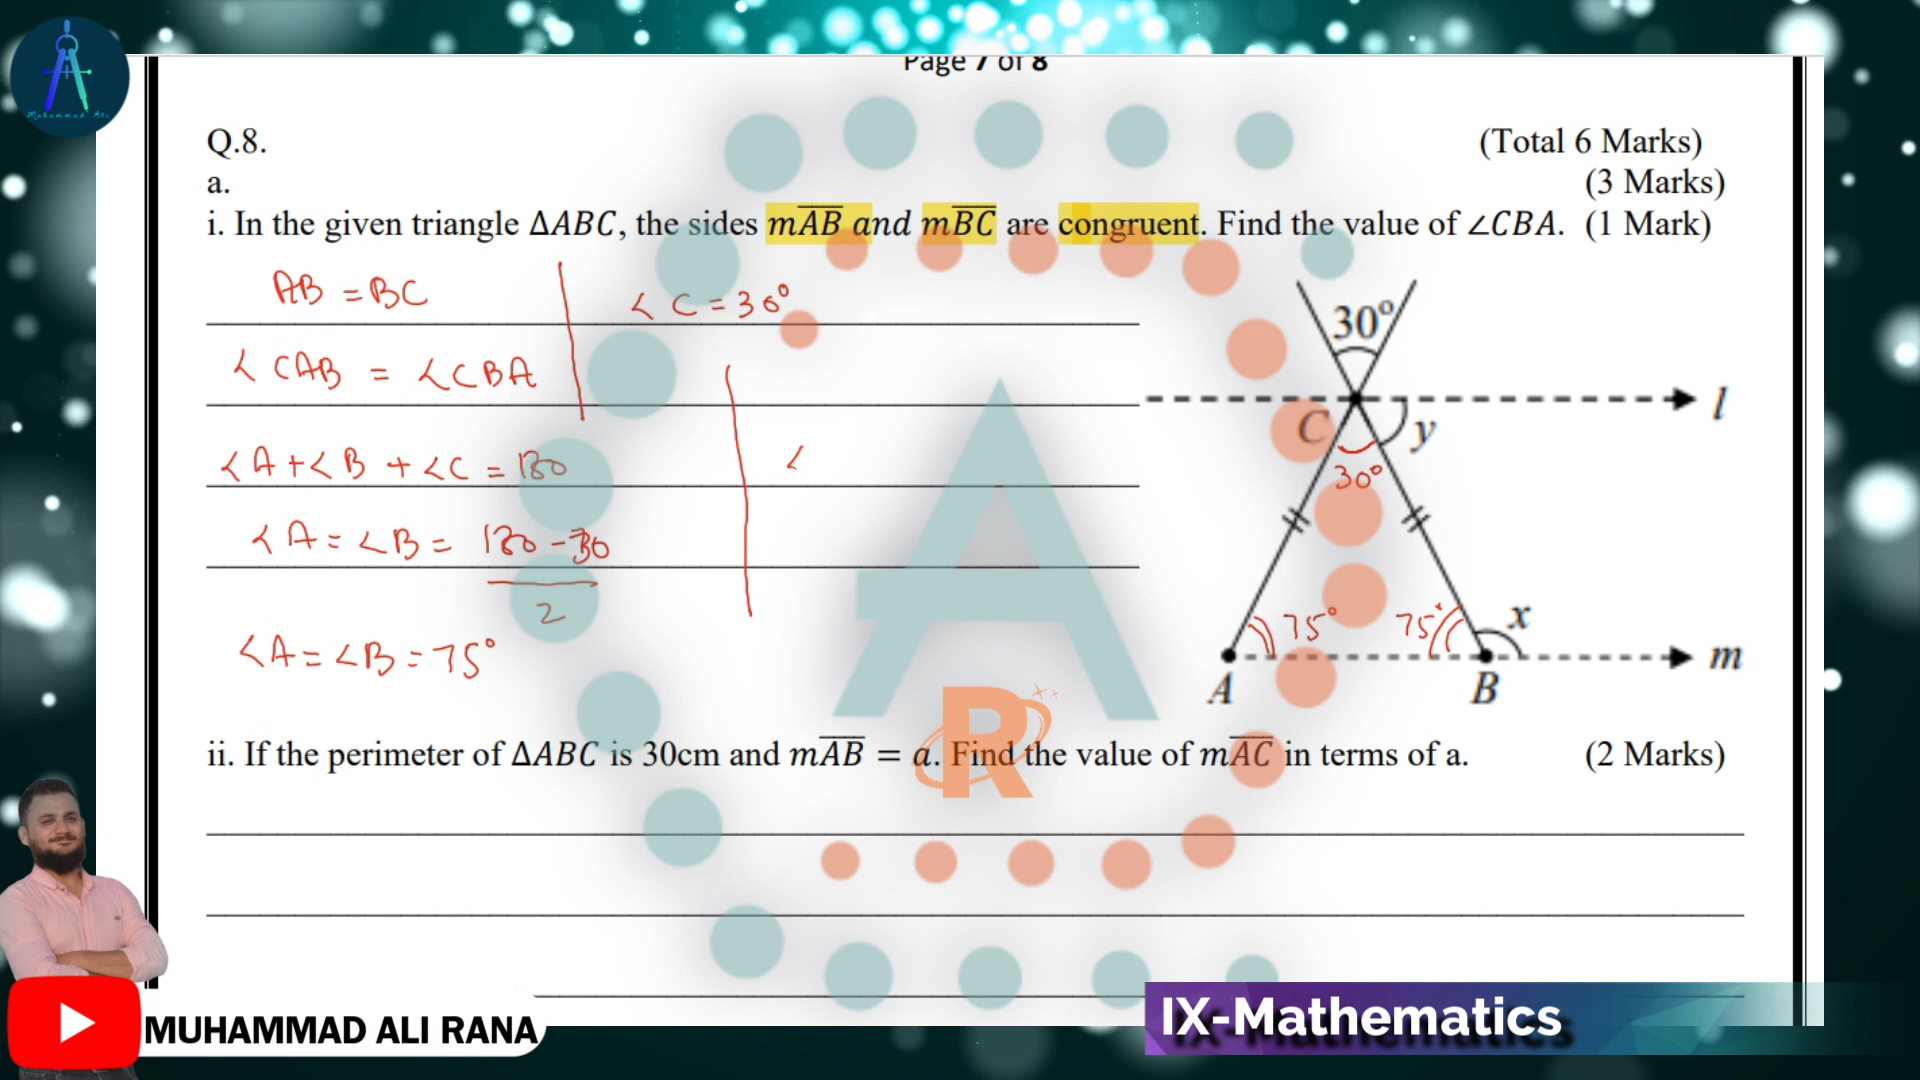 Muhammad Ali
Page 7 of 8
Q.8.
(Total 6 Marks)
a.
(3 Marks)
i. In the given triangle ΔABC, the sides mAB and mBC are congruent. Find the value of ∠CBA. (1 Mark)
AB = BC
∠C = 30°
∠CAB = ∠CBA
∠A + ∠B + ∠C = 180
∠
∠A = ∠B = 180 - 30
2
∠A = ∠B = 75°
30°
l
C
y
30°
75°
75°
x
m
A
B
ii. If the perimeter of ΔABC is 30cm and mAB = a. Find the value of mAC in terms of a.
(2 Marks)
A
R
MUHAMMAD ALI RANA
IX-Mathematics